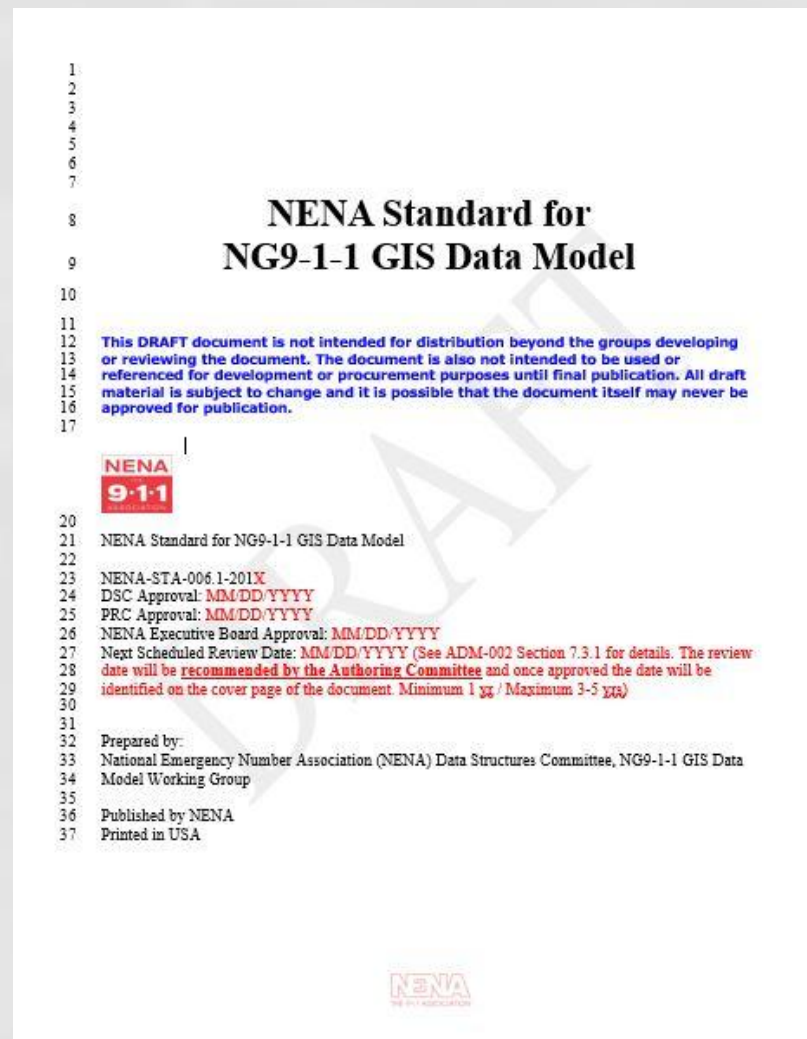 1
2
3
4
5
6
7
8 NENA Standard for
9 NG9-1-1 GIS Data Model
10
11
12 This DRAFT document is not intended for distribution beyond the groups developing
13 or reviewing the document. The document is also not intended to be used or
14 referenced for development or procurement purposes until final publication. All draft
15 material is subject to change and it is possible that the document itself may never be
16 approved for publication.
17
NENA
9·1·1
ASSOCIATION
20
21 NENA Standard for NG9-1-1 GIS Data Model
22
23 NENA-STA-006.1-201X
24 DSC Approval: MM/DD/YYYY
25 PRC Approval: MM/DD/YYYY
26 NENA Executive Board Approval: MM/DD/YYYY
27 Next Scheduled Review Date: MM/DD/YYYY (See ADM-002 Section 7.3.1 for details. The review
28 date will be recommended by the Authoring Committee and once approved the date will be
29 identified on the cover page of the document. Minimum 1 yr / Maximum 3-5 yrs)
30
31
32 Prepared by:
33 National Emergency Number Association (NENA) Data Structures Committee, NG9-1-1 GIS Data
34 Model Working Group
35
36 Published by NENA
37 Printed in USA
DRAFT
NENA
THE 9-1-1 ASSOCIATION